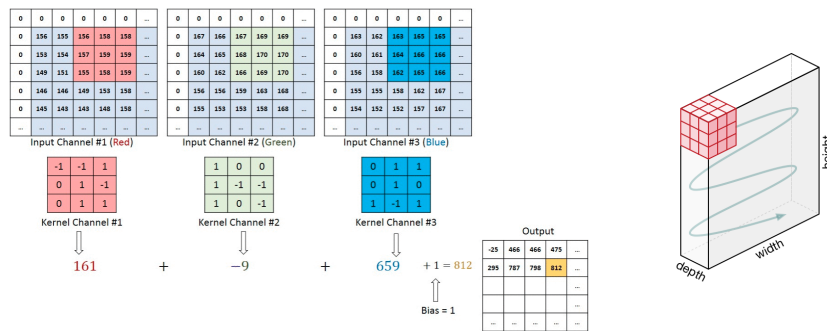 0 0 0 0 0 0 ...
0 156 155 156 158 158 ...
0 153 154 157 159 159 ...
0 149 151 155 158 159 ...
0 146 146 149 153 158 ...
0 145 143 143 148 158 ...
... ... ... ... ... ... ...
Input Channel #1 (Red)
0 0 0 0 0 0 ...
0 167 166 167 169 169 ...
0 164 165 168 170 170 ...
0 160 162 166 169 170 ...
0 156 156 159 163 168 ...
0 155 153 153 158 168 ...
... ... ... ... ... ... ...
Input Channel #2 (Green)
0 0 0 0 0 0 ...
0 163 162 163 165 165 ...
0 160 161 164 166 166 ...
0 156 158 162 165 166 ...
0 155 155 158 162 167 ...
0 154 152 152 157 167 ...
... ... ... ... ... ... ...
Input Channel #3 (Blue)
-1 -1 1
0 1 -1
0 1 1
Kernel Channel #1
1 0 0
1 -1 -1
1 0 -1
Kernel Channel #2
0 1 1
0 1 0
1 -1 1
Kernel Channel #3
161 + −9 + 659 + 1 = 812
Bias = 1
Output
-25 466 466 475 ...
295 787 798 812 ...
...
...
... ... ... ... ...
height
width
depth